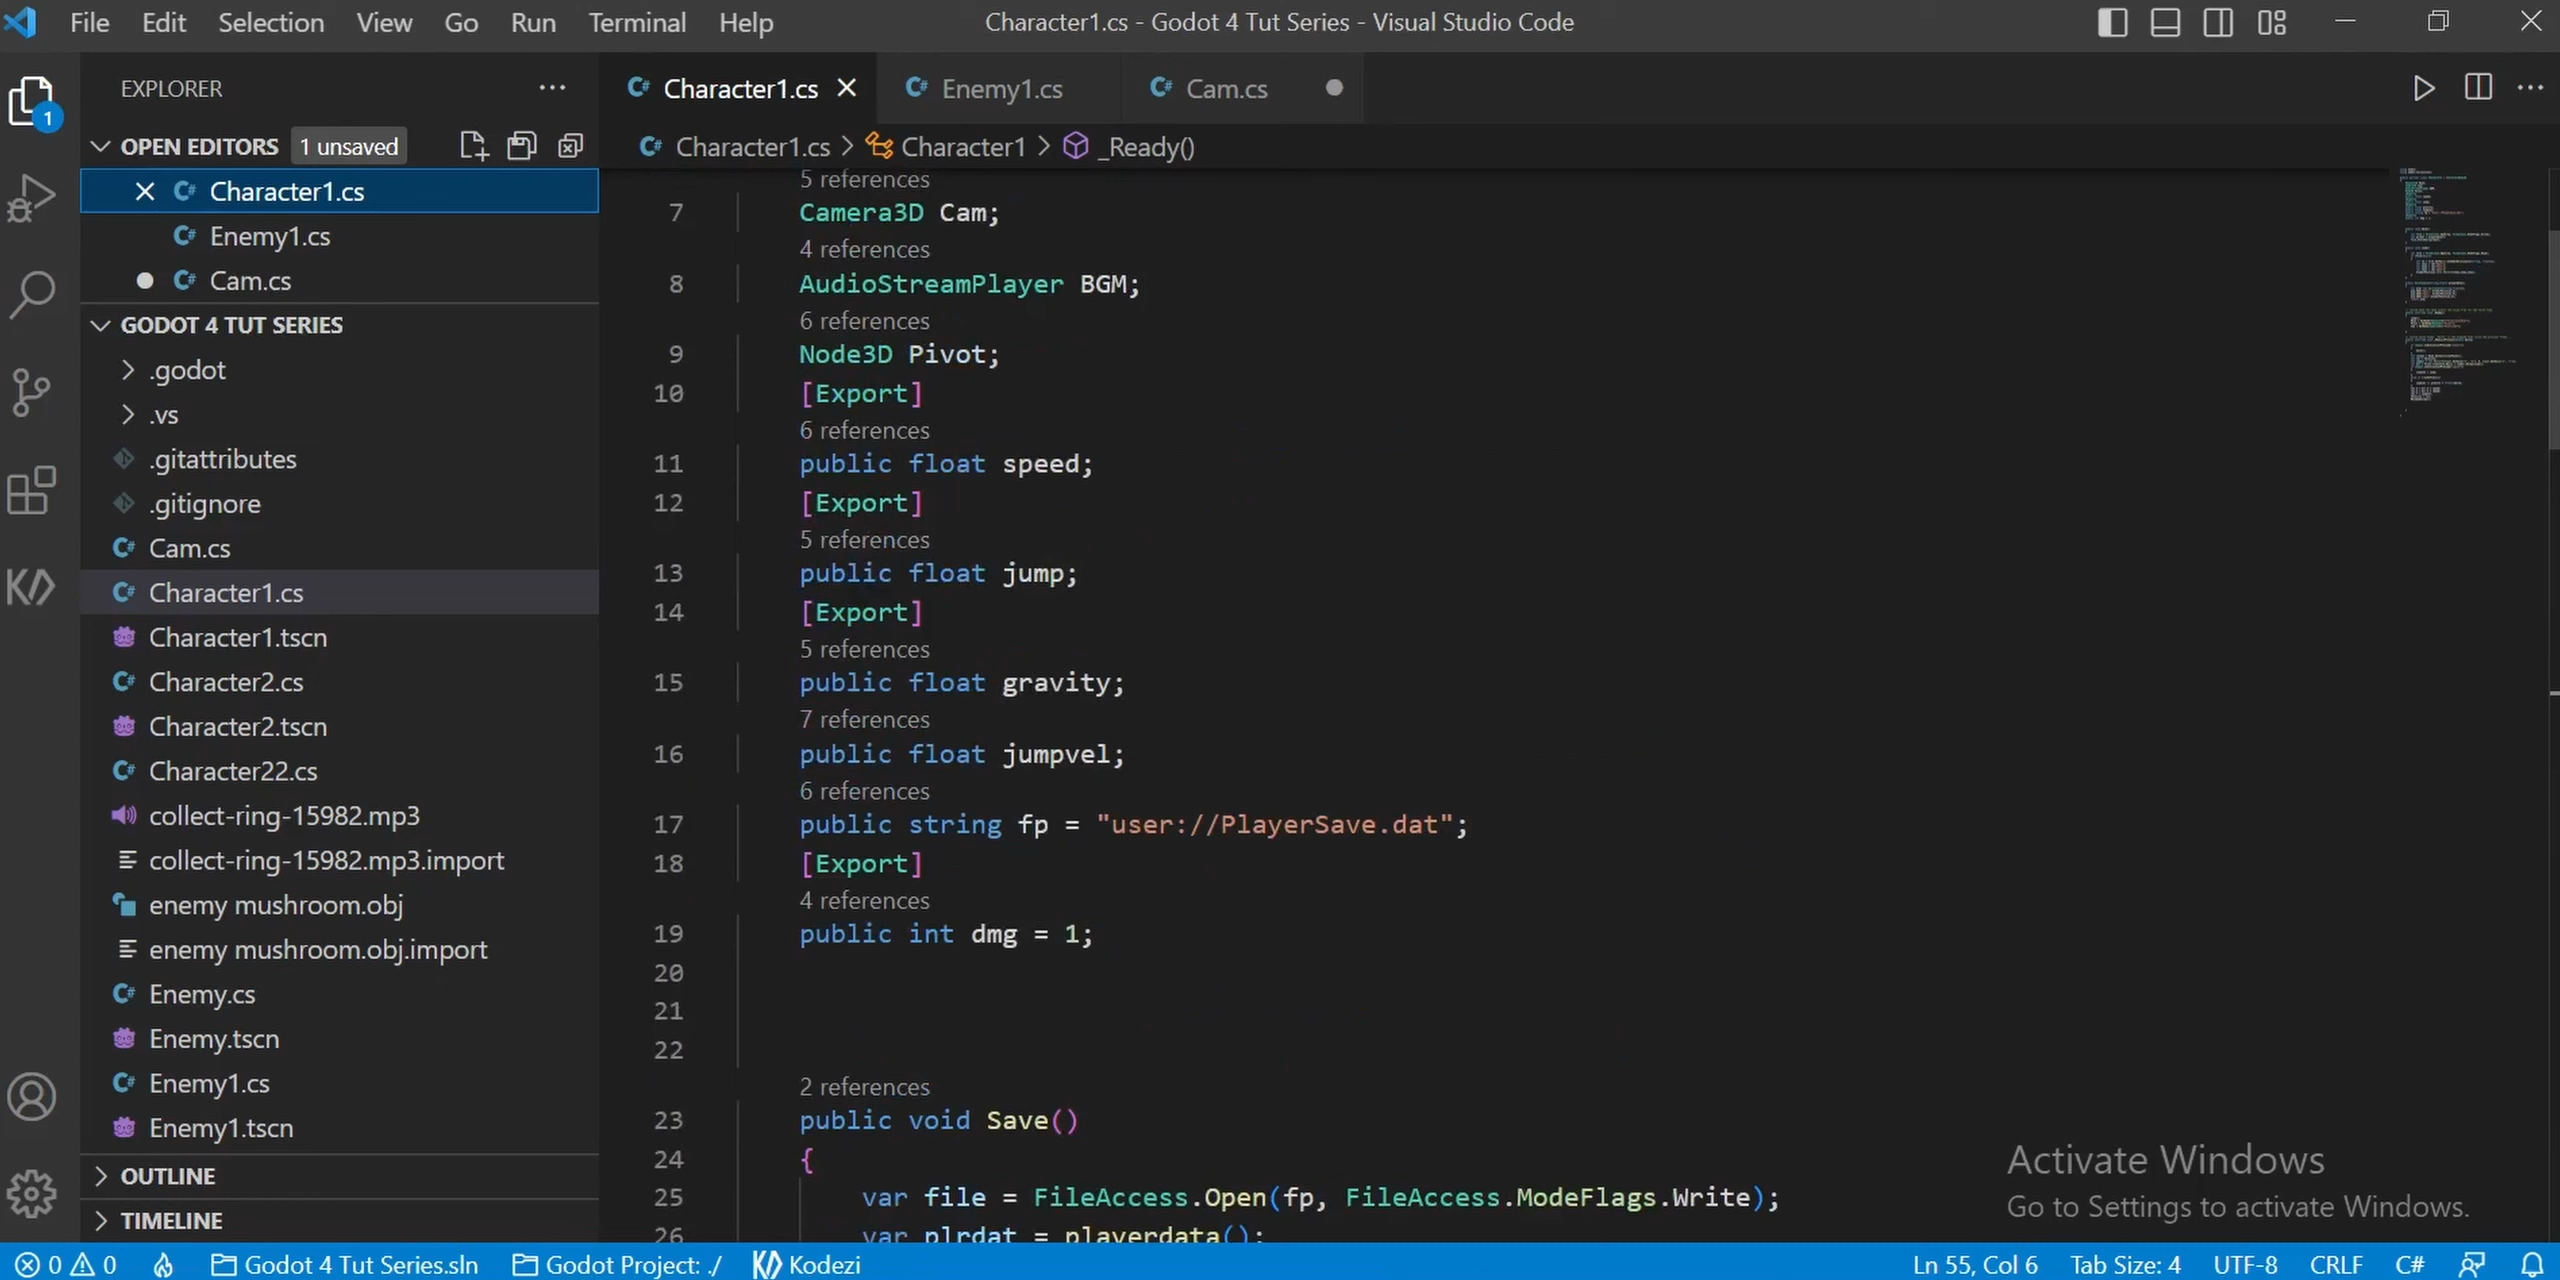 File Edit Selection View Go Run Terminal Help
Character1.cs - Godot 4 Tut Series - Visual Studio Code
EXPLORER
1
OPEN EDITORS 1 unsaved
Character1.cs
Enemy1.cs
Cam.cs
GODOT 4 TUT SERIES
.godot
.vs
.gitattributes
.gitignore
Cam.cs
Character1.cs
Character1.tscn
Character2.cs
Character2.tscn
Character22.cs
collect-ring-15982.mp3
collect-ring-15982.mp3.import
enemy mushroom.obj
enemy mushroom.obj.import
Enemy.cs
Enemy.tscn
Enemy1.cs
Enemy1.tscn
OUTLINE
TIMELINE
Character1.cs Enemy1.cs Cam.cs
Character1.cs > Character1 > _Ready()
5 references
7 Camera3D Cam;
4 references
8 AudioStreamPlayer BGM;
6 references
9 Node3D Pivot;
10 [Export]
6 references
11 public float speed;
12 [Export]
5 references
13 public float jump;
14 [Export]
5 references
15 public float gravity;
7 references
16 public float jumpvel;
6 references
17 public string fp = "user://PlayerSave.dat";
18 [Export]
4 references
19 public int dmg = 1;
20
21
22
2 references
23 public void Save()
24 {
25 var file = FileAccess.Open(fp, FileAccess.ModeFlags.Write);
26 var plrdat = playerdata();
Activate Windows
Go to Settings to activate Windows.
0 0 Godot 4 Tut Series.sln Godot Project: ./ Kodezi Ln 55, Col 6 Tab Size: 4 UTF-8 CRLF C#